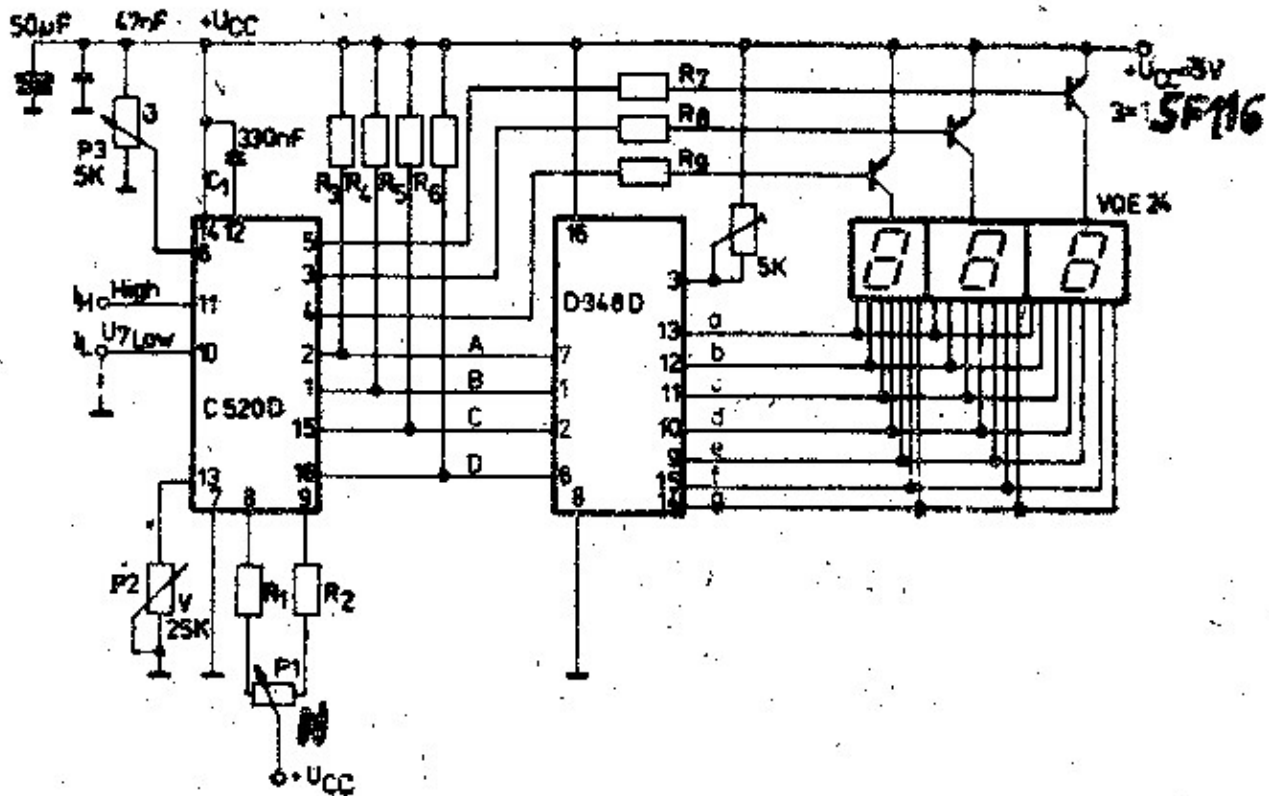 50µF 47nF +UCC
+UCC=5V
3×1 SF116
R7
R8
R9
3
P3
5K
330nF
C1
R3 R4 R5 R6
VQE 24
14 12
6
5
3
4
2
1
15
16
High
11
U7 Low
10
C520D
13
7 8 9
16
D348D
3
5K
7
1
2
6
8
13
12
11
10
9
15
A
B
C
D
a
b
c
d
e
f
g
P2
V
25K
R1
R2
P1
+UCC